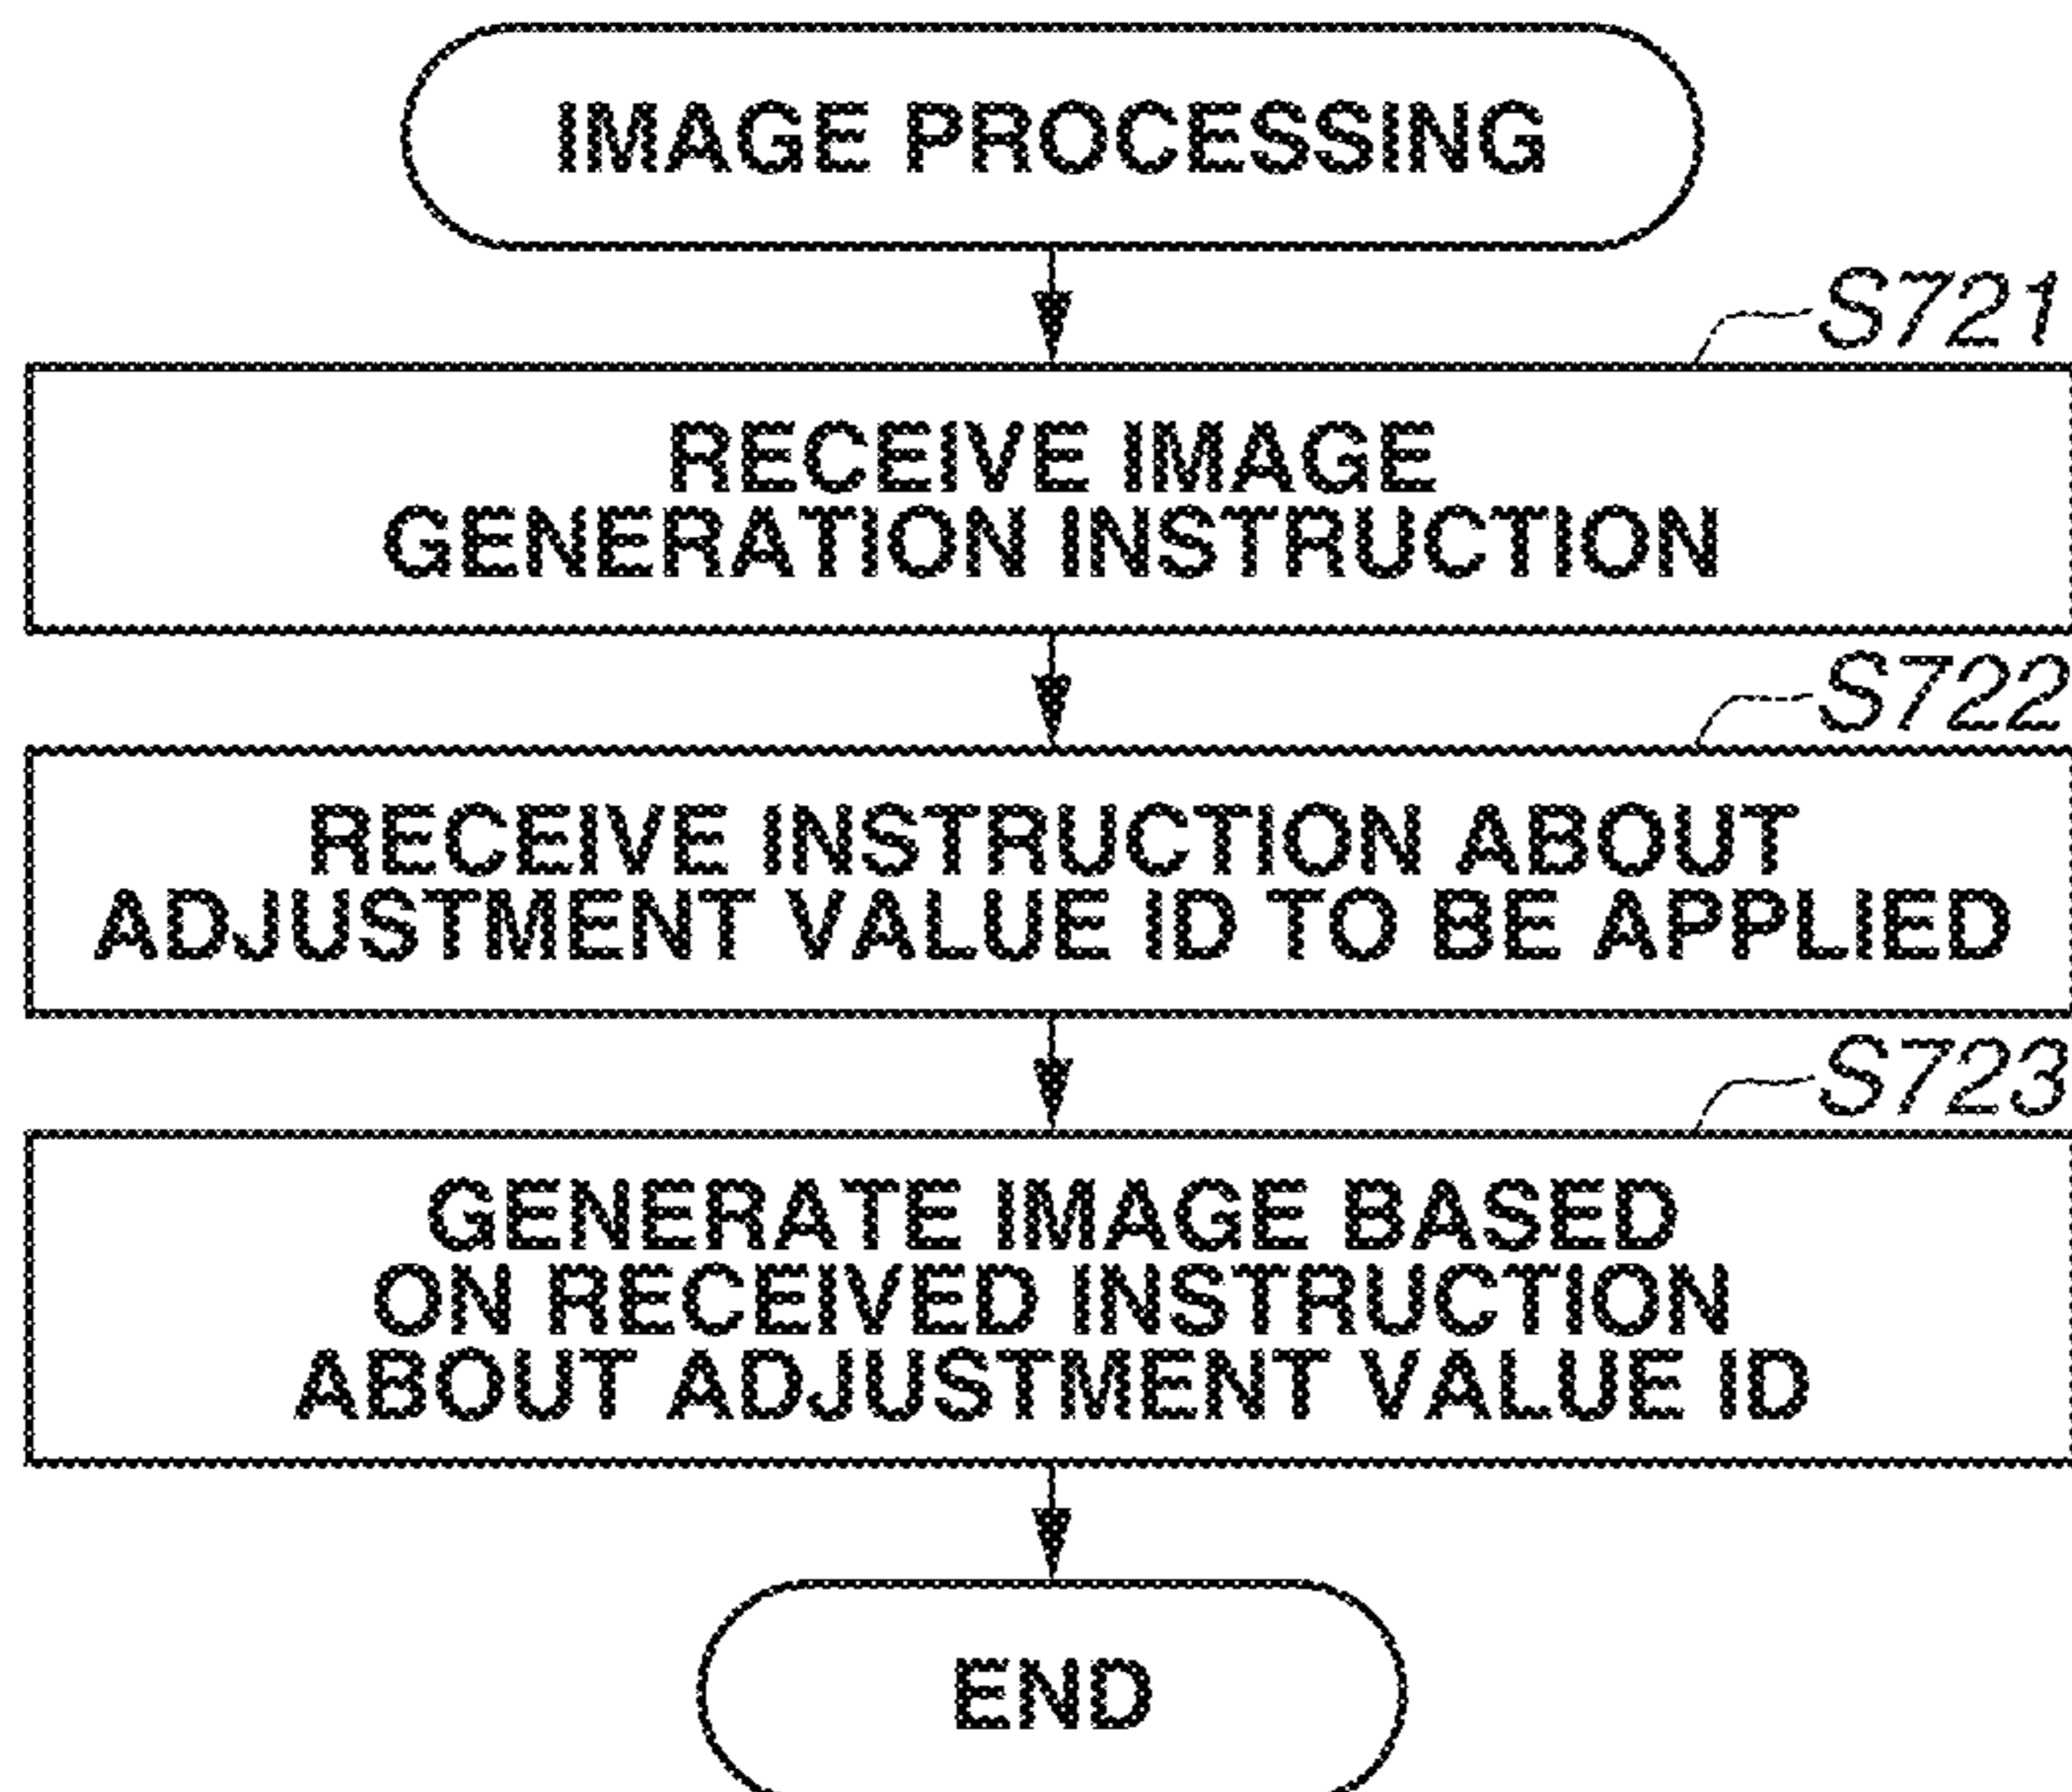 IMAGE PROCESSING
S721
RECEIVE IMAGE
GENERATION INSTRUCTION
S722
RECEIVE INSTRUCTION ABOUT
ADJUSTMENT VALUE ID TO BE APPLIED
S723
GENERATE IMAGE BASED
ON RECEIVED INSTRUCTION
ABOUT ADJUSTMENT VALUE ID
END